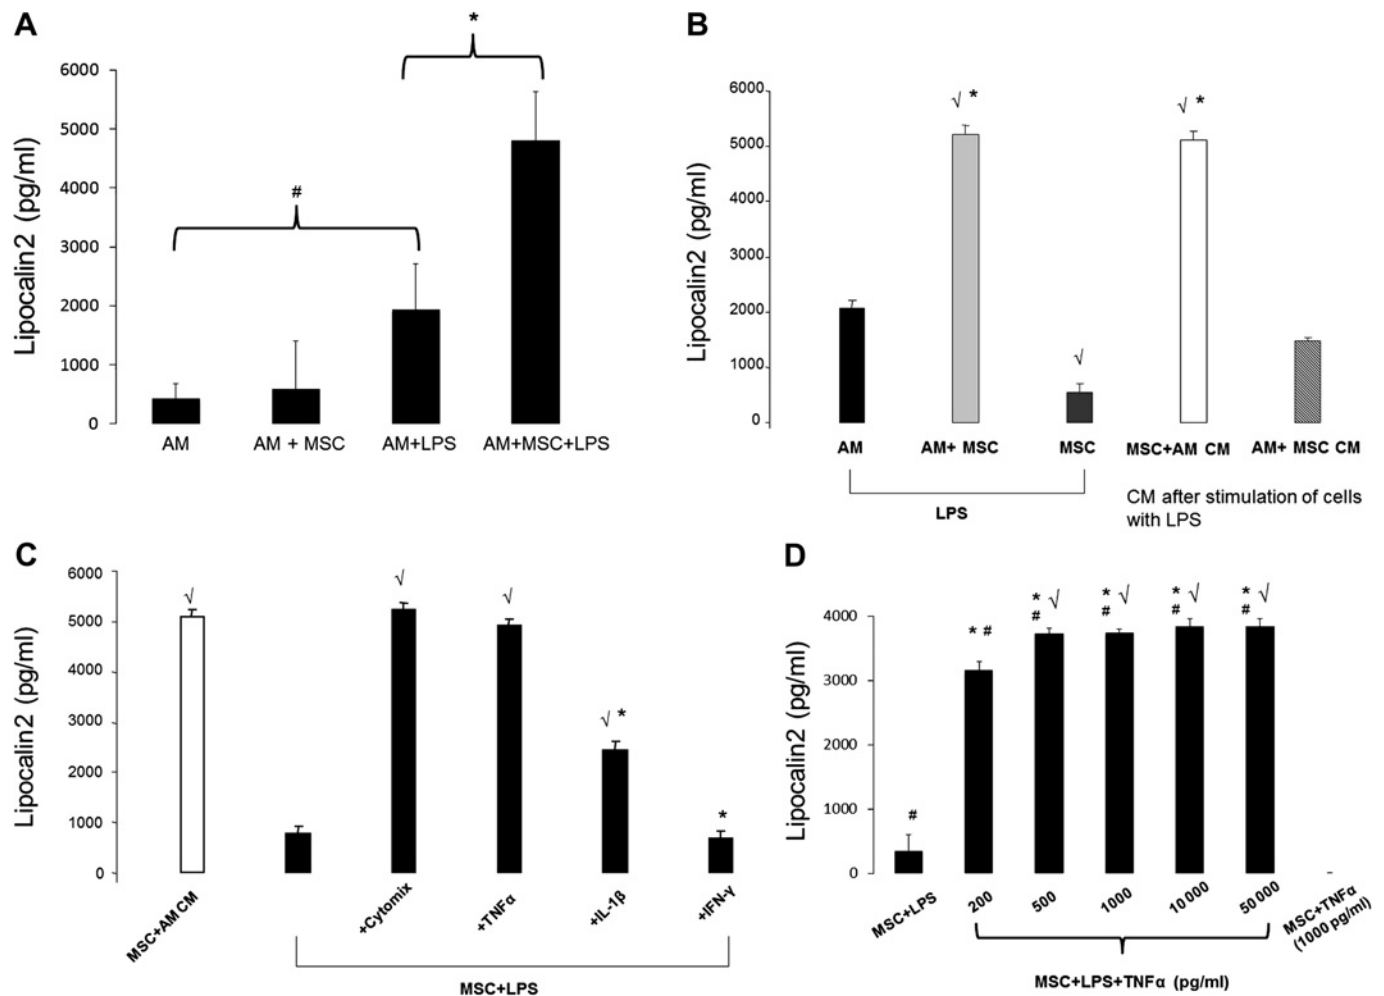 A
*
6000
5000
4000
3000
2000
1000
0
Lipocalin2 (pg/ml)
#
AM
AM + MSC
AM+LPS
AM+MSC+LPS
B
6000
5000
4000
3000
2000
1000
0
Lipocalin2 (pg/ml)
√ *
√
√ *
AM
AM+ MSC
MSC
MSC+AM CM
AM+ MSC CM
LPS
CM after stimulation of cells
with LPS
C
6000
5000
4000
3000
2000
1000
0
Lipocalin2 (pg/ml)
√
√
√
√ *
*
MSC+AM CM
+Cytomix
+TNFα
+IL-1β
+IFN-γ
MSC+LPS
D
4000
3000
2000
1000
0
Lipocalin2 (pg/ml)
#
* #
* √
#
* √
#
* √
#
* √
#
MSC+LPS
200
500
1000
10 000
50 000
MSC+TNFα
(1000 pg/ml)
MSC+LPS+TNFα (pg/ml)